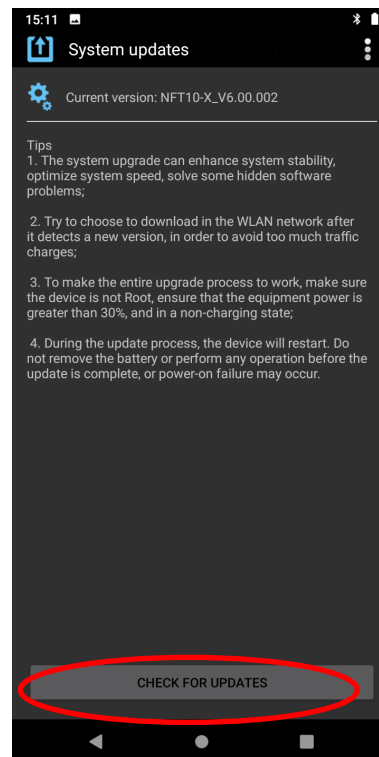 15:11
System updates
Current version: NFT10-X_V6.00.002
Tips
1. The system upgrade can enhance system stability,
optimize system speed, solve some hidden software
problems;
2. Try to choose to download in the WLAN network after
it detects a new version, in order to avoid too much traffic
charges;
3. To make the entire upgrade process to work, make sure
the device is not Root, ensure that the equipment power is
greater than 30%, and in a non-charging state;
4. During the update process, the device will restart. Do
not remove the battery or perform any operation before the
update is complete, or power-on failure may occur.
CHECK FOR UPDATES